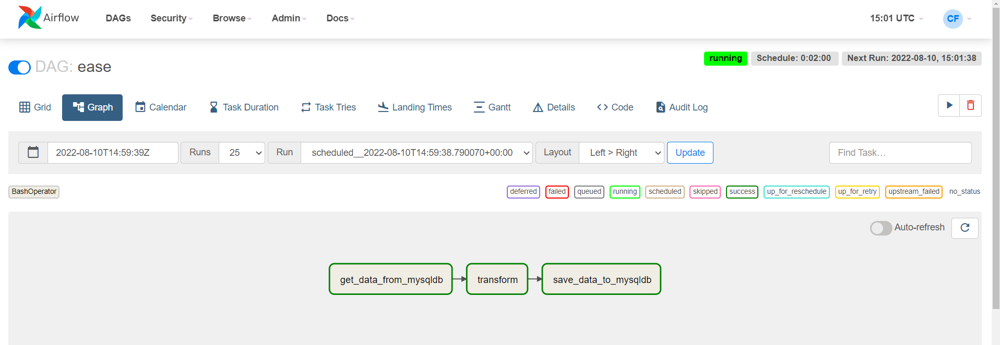 Airflow DAGs Security Browse Admin Docs 15:01 UTC CF
DAG: ease running Schedule: 0:02:00 Next Run: 2022-08-10, 15:01:38
Grid Graph Calendar Task Duration Task Tries Landing Times Gantt Details Code Audit Log
2022-08-10T14:59:39Z Runs 25 Run scheduled__2022-08-10T14:59:38.790070+00:00 Layout Left > Right Update Find Task…
BashOperator deferred failed queued running scheduled skipped success up_for_reschedule up_for_retry upstream_failed no_status
Auto-refresh
get_data_from_mysqldb transform save_data_to_mysqldb